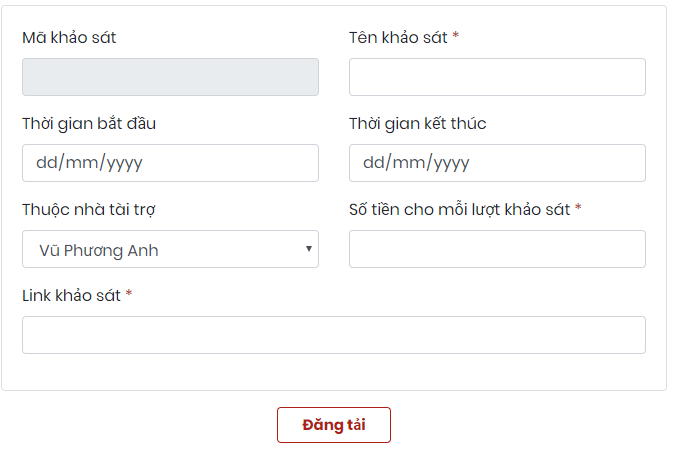 Mã khảo sát
Tên khảo sát *
Thời gian bắt đầu
Thời gian kết thúc
dd/mm/yyyy
dd/mm/yyyy
Thuộc nhà tài trợ
Số tiền cho mỗi lượt khảo sát *
Vũ Phương Anh
Link khảo sát *
Đăng tải